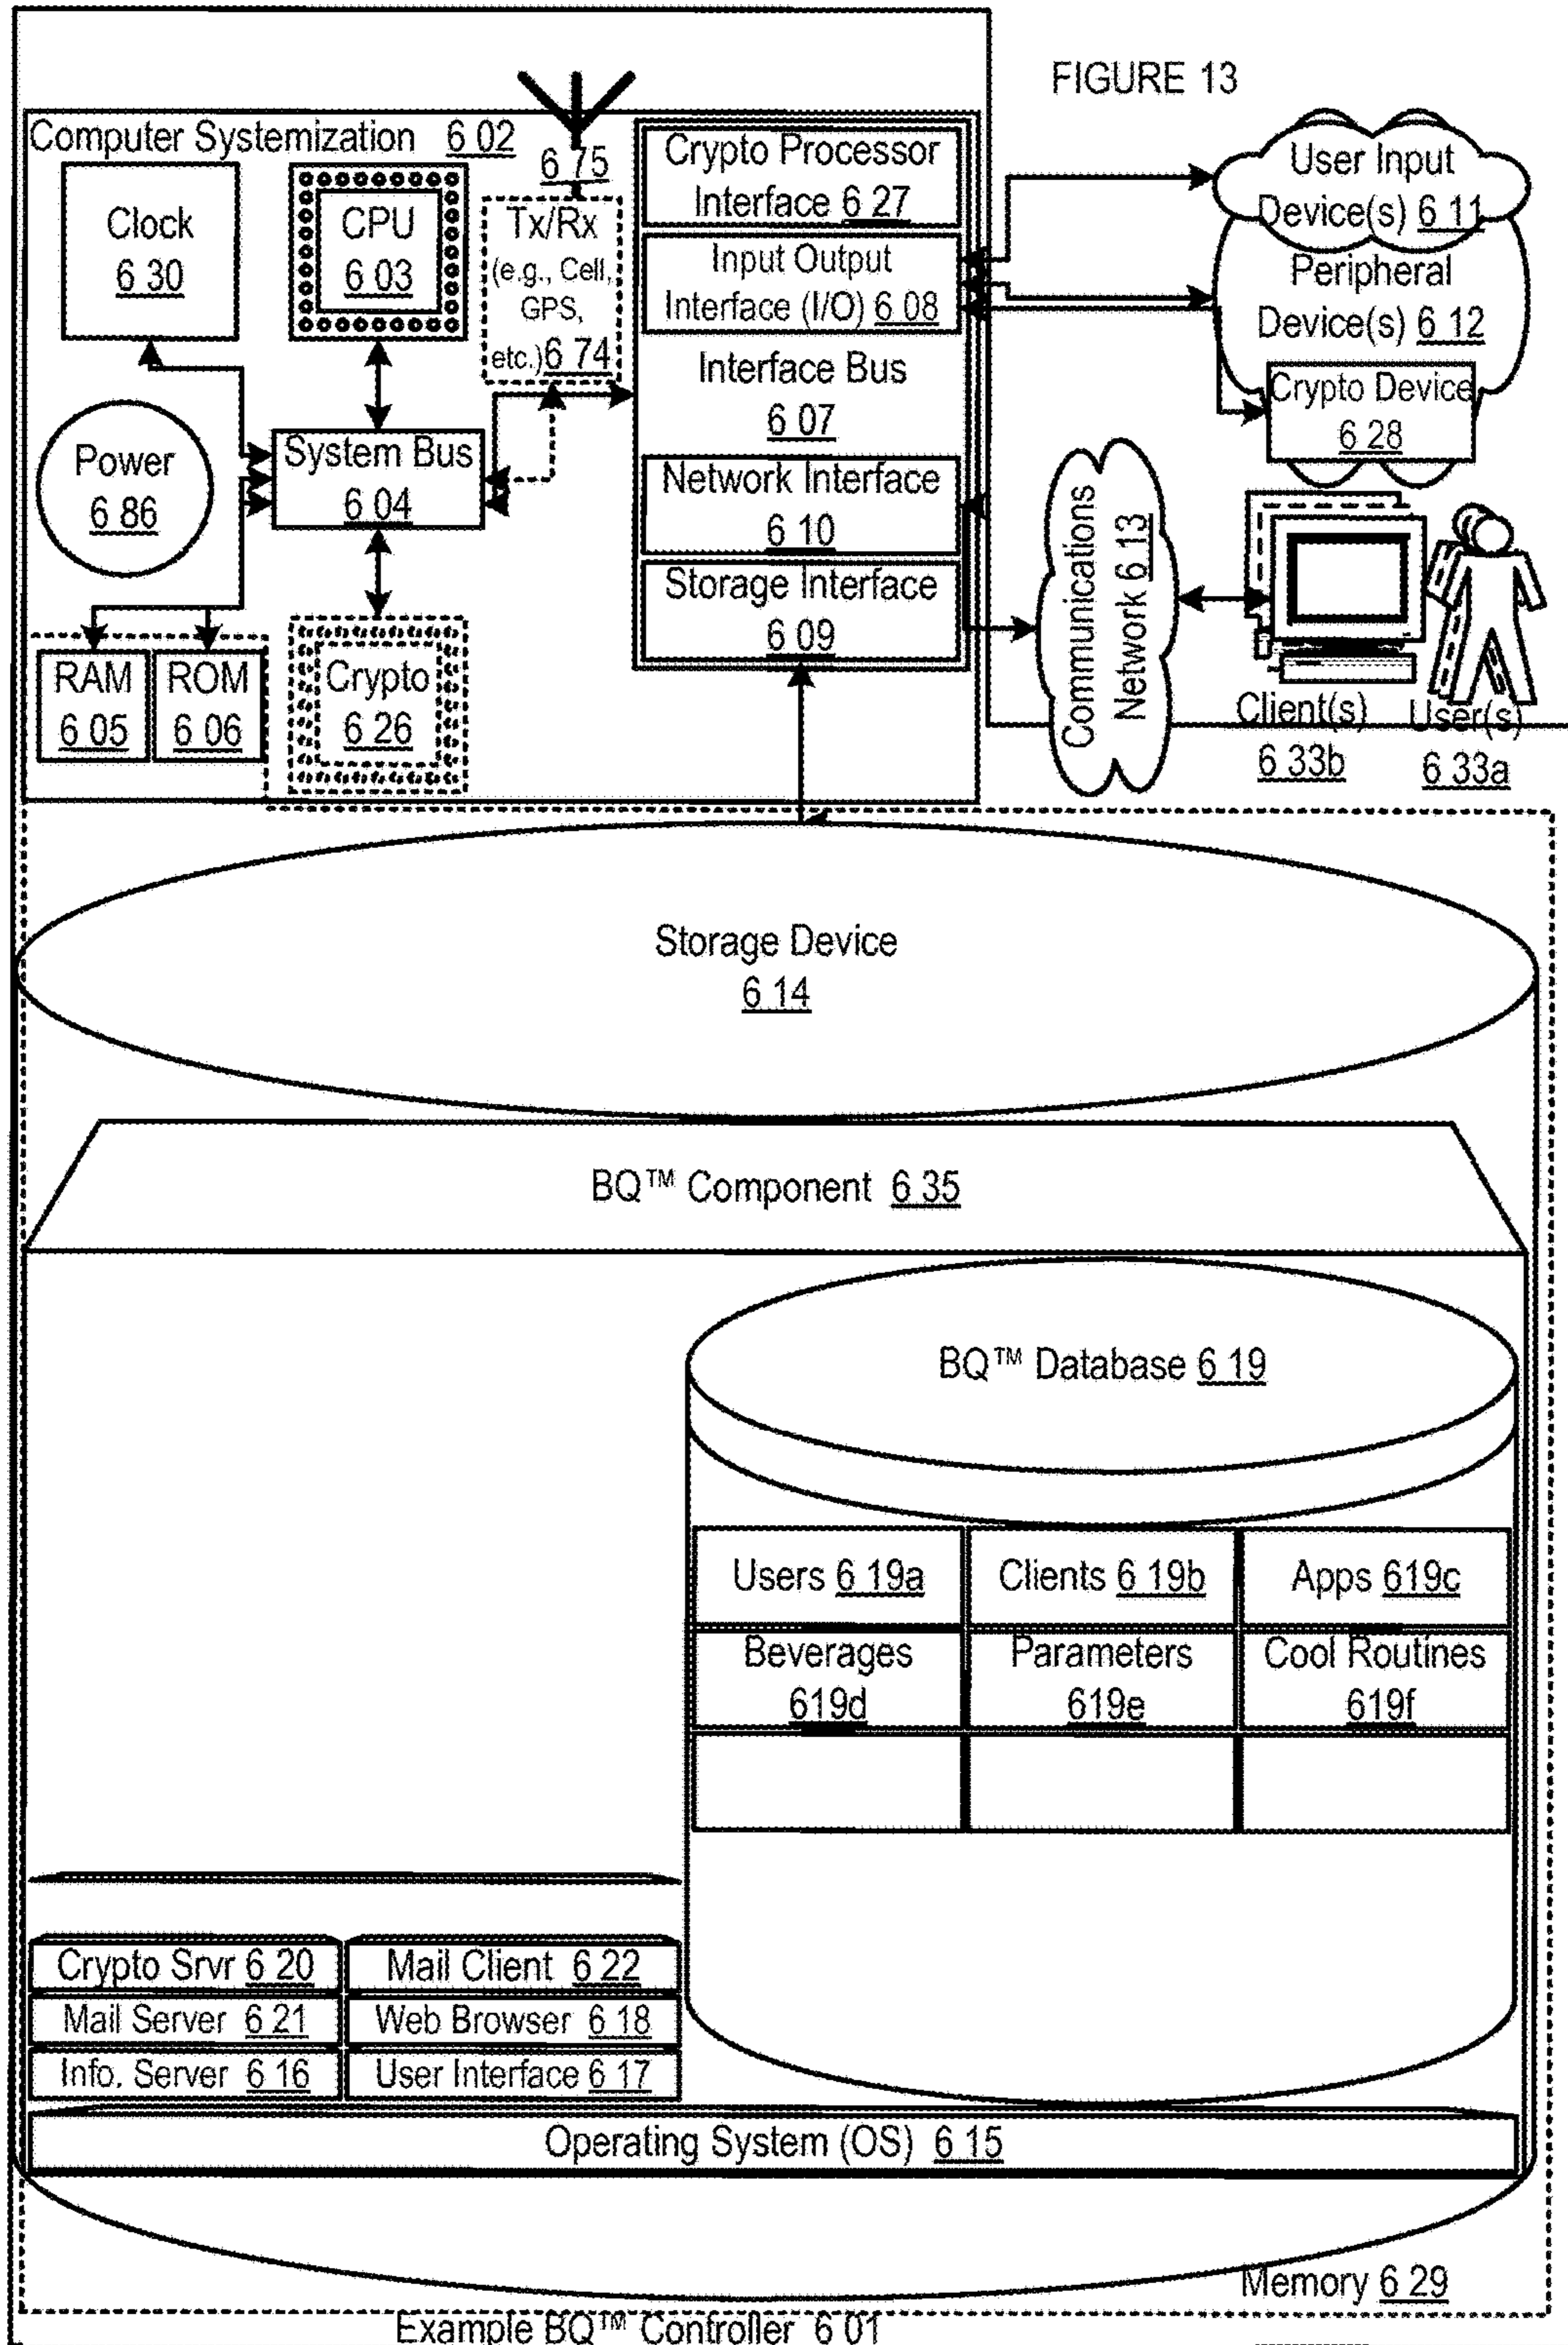 FIGURE 13
Computer Systemization 6 02
Clock
6 30
CPU
6 03
6 75
Tx/Rx
(e.g., Cell,
GPS,
etc.) 6 74
Crypto Processor
Interface 6 27
Input Output
Interface (I/O) 6 08
Interface Bus
6 07
Network Interface
6 10
Storage Interface
6 09
User Input
Device(s) 6 11
Peripheral
Device(s) 6 12
Crypto Device
6 28
Power
6 86
System Bus
6 04
RAM
6 05
ROM
6 06
Crypto
6 26
Communications
Network 6 13
Client(s)
6 33b
User(s)
6 33a
Storage Device
6 14
BQ™ Component 6 35
BQ™ Database 6 19
Users 6 19a
Clients 6 19b
Apps 619c
Beverages
619d
Parameters
619e
Cool Routines
619f
Crypto Srvr 6 20
Mail Client 6 22
Mail Server 6 21
Web Browser 6 18
Info. Server 6 16
User Interface 6 17
Operating System (OS) 6 15
Memory 6 29
Example BQ™ Controller 6 01